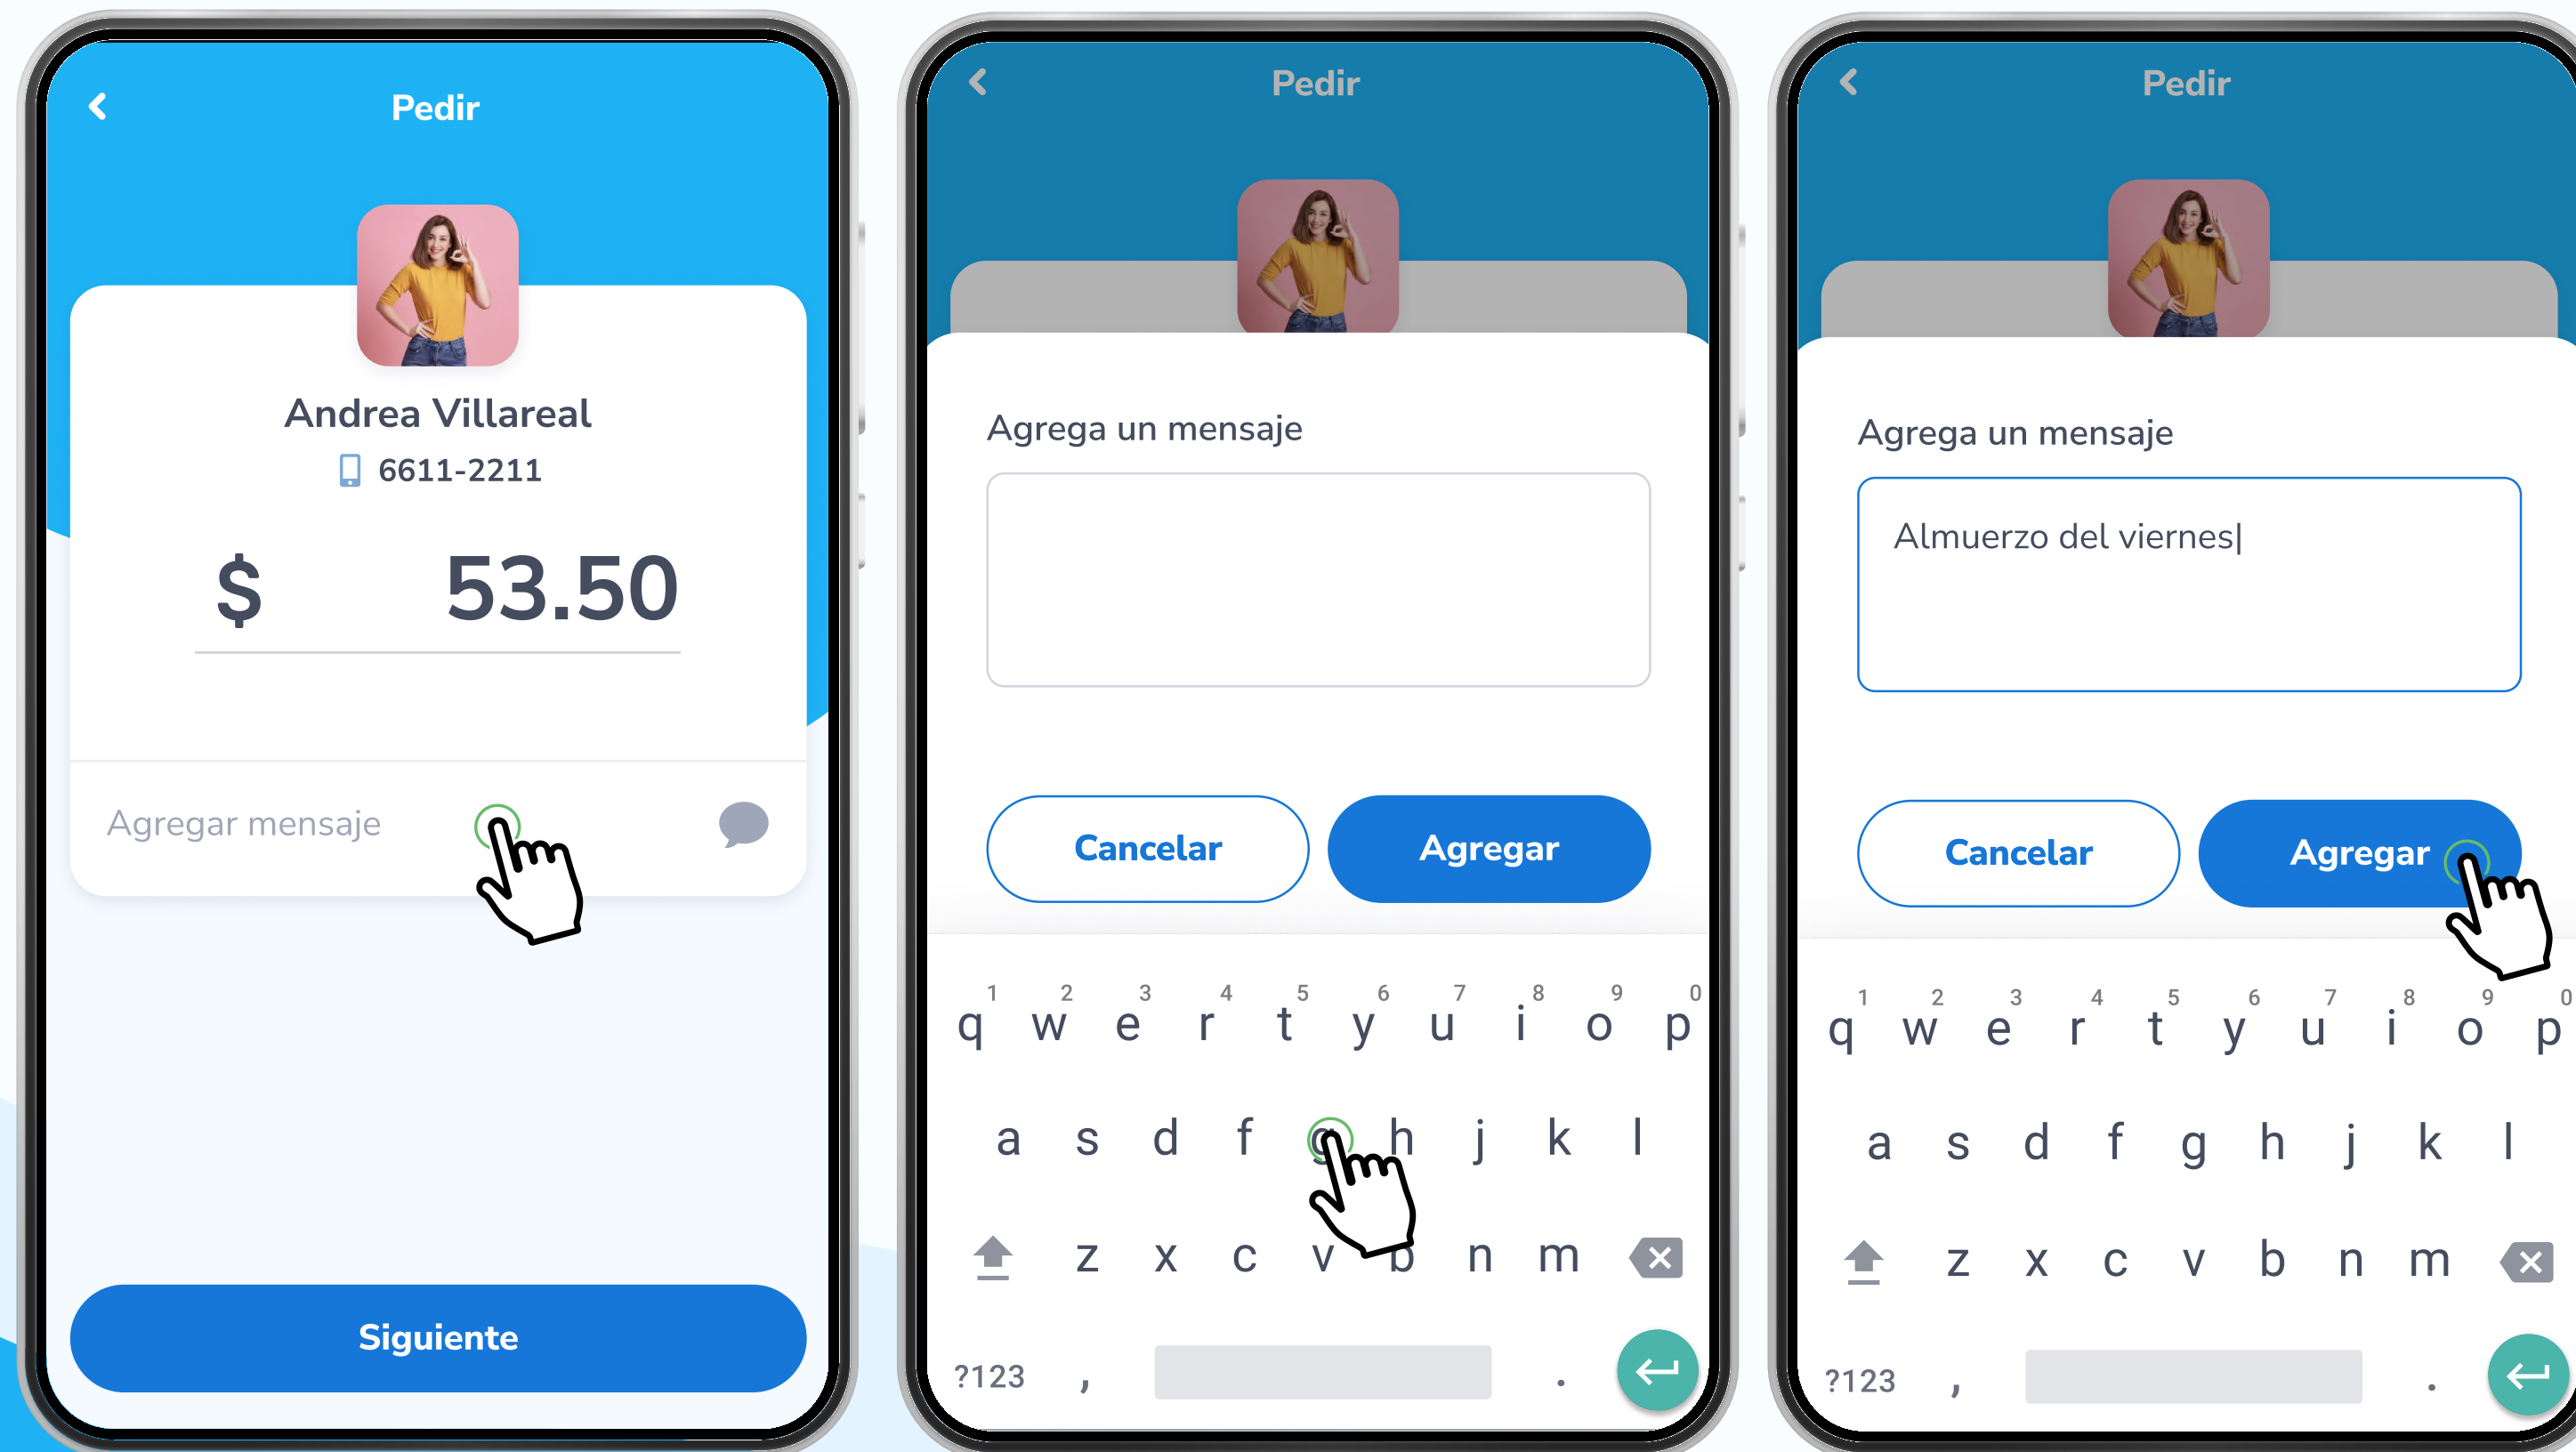 Pedir
Andrea Villareal
6611-2211
$ 53.50
Agregar mensaje
Siguiente
Pedir
Agrega un mensaje
Cancelar Agregar
1 2 3 4 5 6 7 8 9 0
q w e r t y u i o p
a s d f g h j k l
z x c v b n m
?123 , .
Pedir
Agrega un mensaje
Almuerzo del viernes
Cancelar Agregar
1 2 3 4 5 6 7 8 9 0
q w e r t y u i o p
a s d f g h j k l
z x c v b n m
?123 , .